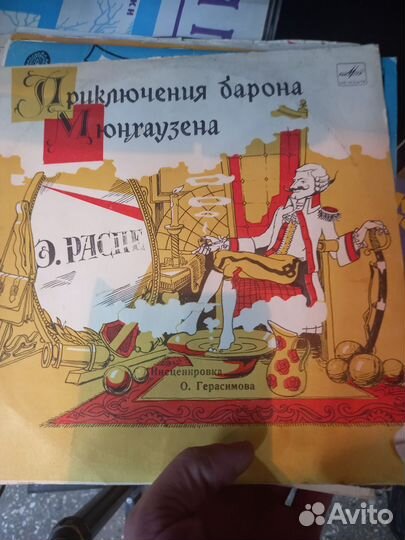 Приключения барона
Мюнхаузена
Э. РАСПЕ
Инсценировка
О. Герасимова
Avito